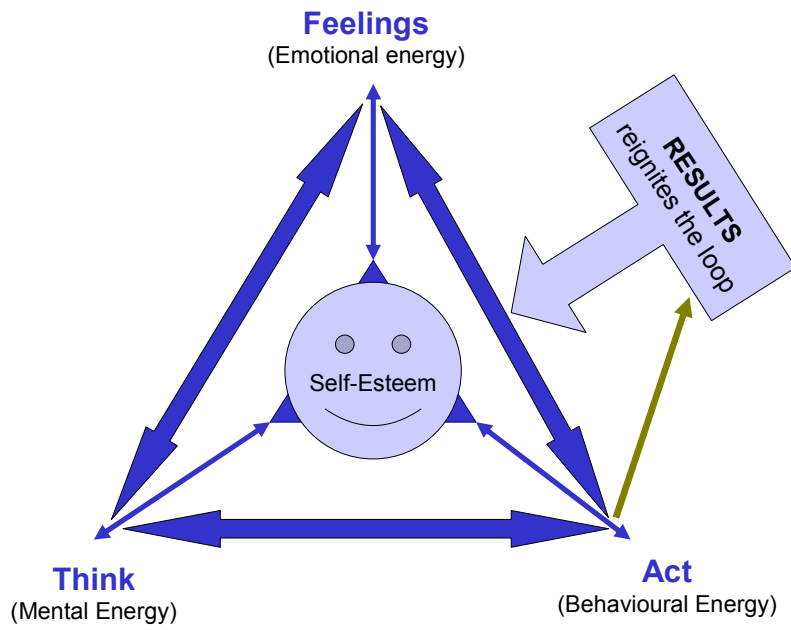 Feelings
(Emotional energy)
RESULTS
reignites the loop
Self-Esteem
Think
(Mental Energy)
Act
(Behavioural Energy)